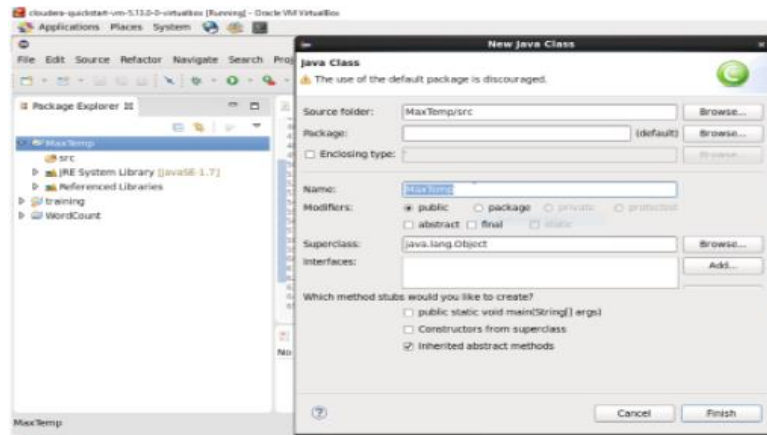 cloudera-quickstart-vm-5.13.0-0-virtualbox [Running] - Oracle VM VirtualBox
Applications Places System
File Edit Source Refactor Navigate Search Proj
Package Explorer
MaxTemp
src
JRE System Library [JavaSE-1.7]
Referenced Libraries
training
WordCount
No
MaxTemp
New Java Class
Java Class
The use of the default package is discouraged.
Source folder: MaxTemp/src Browse...
Package: (default) Browse...
Enclosing type: Browse...
Name: MaxTemp
Modifiers: public package private protected
abstract final static
Superclass: java.lang.Object Browse...
Interfaces: Add...
Which method stubs would you like to create?
public static void main(String[] args)
Constructors from superclass
Inherited abstract methods
Cancel Finish